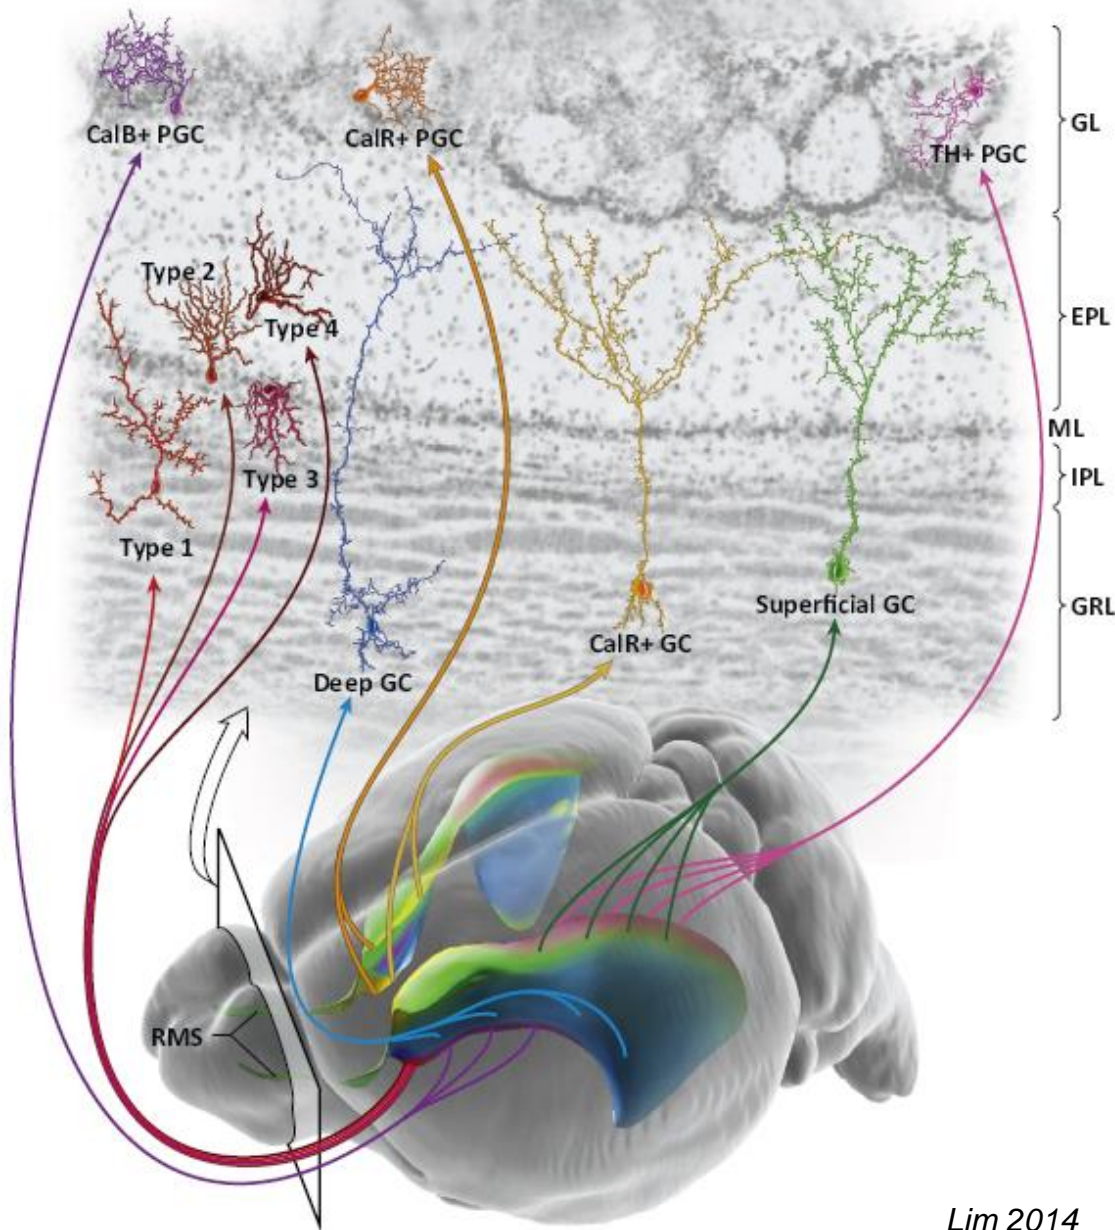 GL
CalB+ PGC
CalR+ PGC
TH+ PGC
Type 2
Type 4
EPL
ML
IPL
Type 3
Type 1
Superficial GC
GRL
CalR+ GC
Deep GC
RMS
Lim 2014